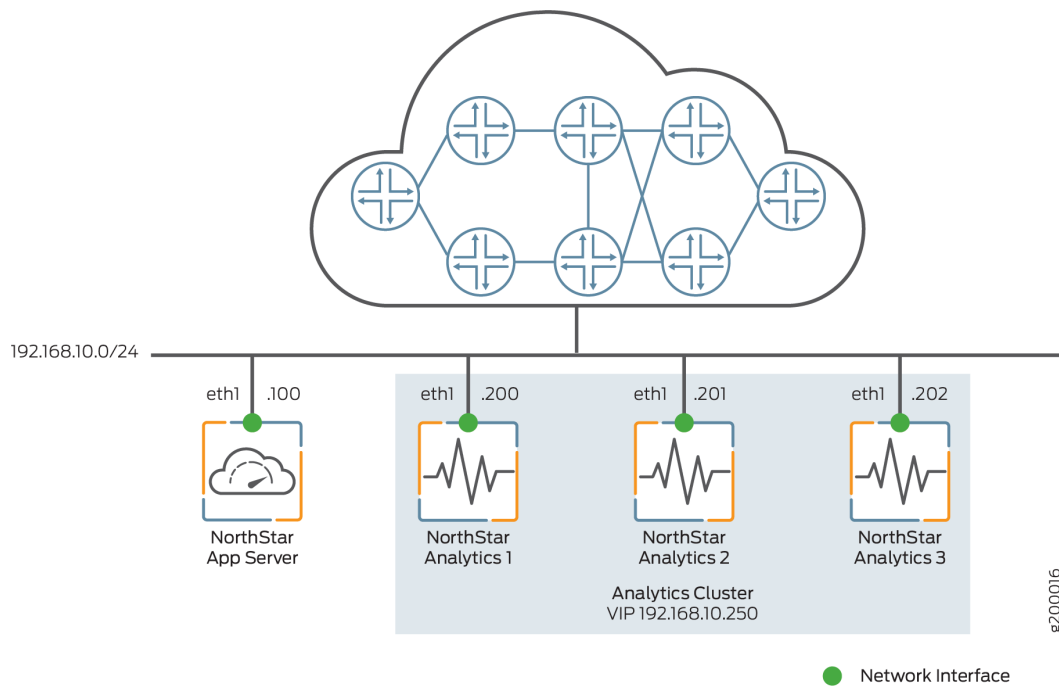 192.168.10.0/24
eth1 .100
eth1 .200
eth1 .201
eth1 .202
NorthStar
App Server
NorthStar
Analytics 1
NorthStar
Analytics 2
NorthStar
Analytics 3
Analytics Cluster
VIP 192.168.10.250
g200016
Network Interface